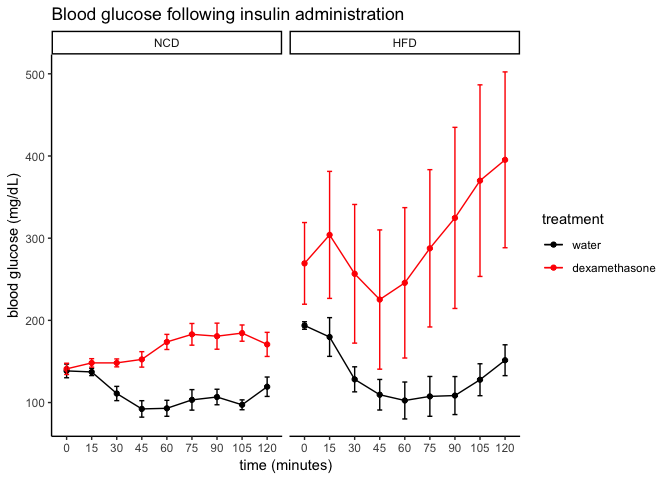 Blood glucose following insulin administration
NCD
HFD
500
400
300
200
100
blood glucose (mg/dL)
0 15 30 45 60 75 90 105 120
0 15 30 45 60 75 90 105 120
time (minutes)
treatment
water
dexamethasone